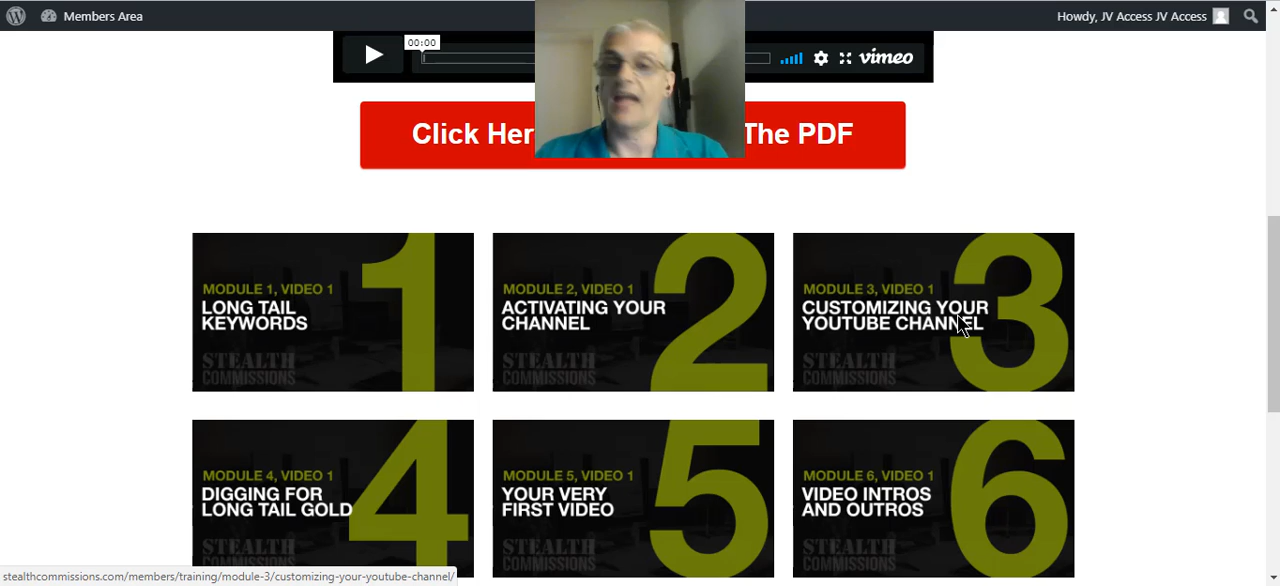 Members Area
Howdy, JV Access JV Access
00:00
vimeo
Click Her
The PDF
MODULE 1, VIDEO 1
LONG TAIL
KEYWORDS
STEALTH
COMMISSIONS
MODULE 2, VIDEO 1
ACTIVATING YOUR
CHANNEL
STEALTH
COMMISSIONS
MODULE 3, VIDEO 1
CUSTOMIZING YOUR
YOUTUBE CHANNEL
STEALTH
COMMISSIONS
1
2
3
MODULE 4, VIDEO 1
DIGGING FOR
LONG TAIL GOLD
STEALTH
COMMISSIONS
MODULE 5, VIDEO 1
YOUR VERY
FIRST VIDEO
STEALTH
COMMISSIONS
MODULE 6, VIDEO 1
VIDEO INTROS
AND OUTROS
STEALTH
COMMISSIONS
4
5
6
stealthcommissions.com/members/training/module-3/customizing-your-youtube-channel/